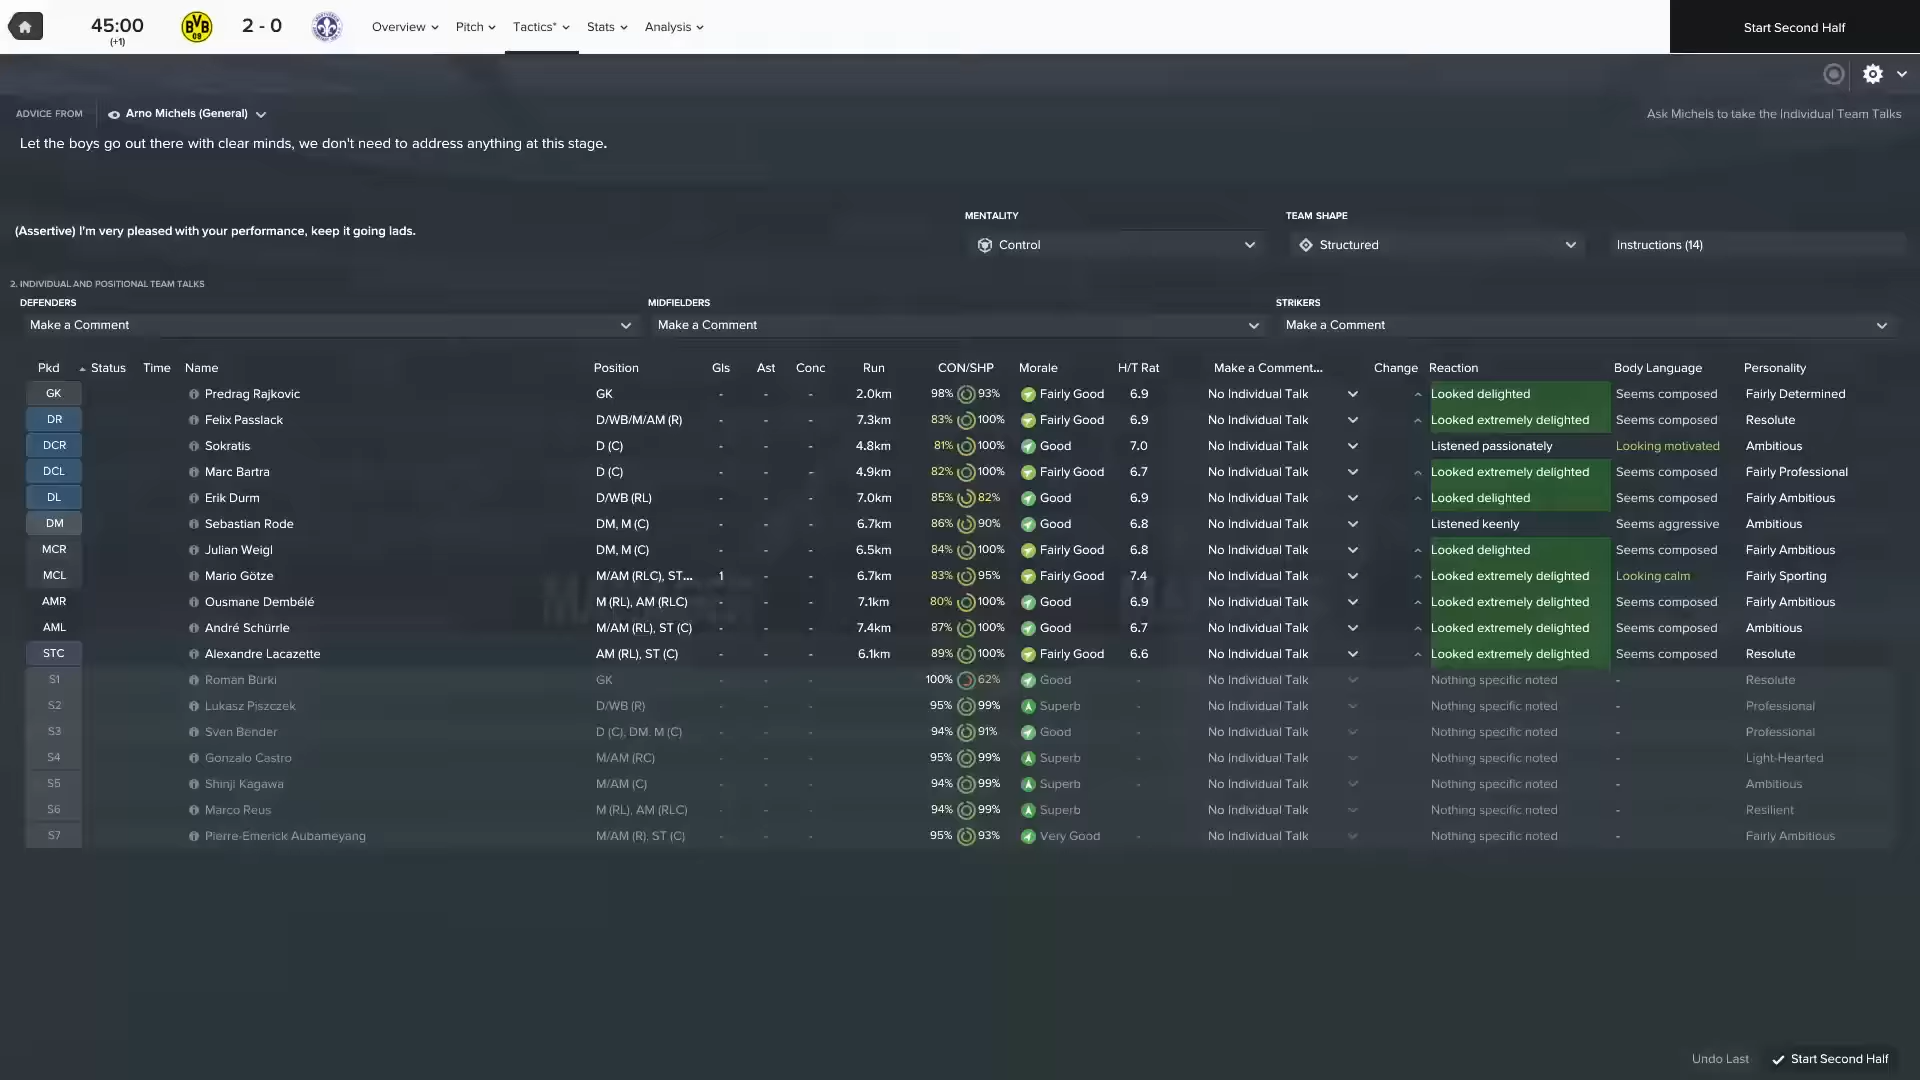 45:00
(+1)
BVB
09
2 - 0
Overview
Pitch
Tactics*
Stats
Analysis
Start Second Half
ADVICE FROM
Arno Michels (General)
Ask Michels to take the Individual Team Talks
Let the boys go out there with clear minds, we don't need to address anything at this stage.
MENTALITY
TEAM SHAPE
(Assertive) I'm very pleased with your performance, keep it going lads.
Control
Structured
Instructions (14)
2. INDIVIDUAL AND POSITIONAL TEAM TALKS
DEFENDERS
MIDFIELDERS
STRIKERS
Make a Comment
Make a Comment
Make a Comment
Pkd Status Time Name Position Gls Ast Conc Run CON/SHP Morale H/T Rat Make a Comment... Change Reaction Body Language Personality
GK Predrag Rajkovic GK - - - 2.0km 98% 93% Fairly Good 6.9 No Individual Talk Looked delighted Seems composed Fairly Determined
DR Felix Passlack D/WB/M/AM (R) - - - 7.3km 83% 100% Fairly Good 6.9 No Individual Talk Looked extremely delighted Seems composed Resolute
DCR Sokratis D (C) - - - 4.8km 81% 100% Good 7.0 No Individual Talk Listened passionately Looking motivated Ambitious
DCL Marc Bartra D (C) - - - 4.9km 82% 100% Fairly Good 6.7 No Individual Talk Looked extremely delighted Seems composed Fairly Professional
DL Erik Durm D/WB (RL) - - - 7.0km 85% 82% Good 6.9 No Individual Talk Looked delighted Seems composed Fairly Ambitious
DM Sebastian Rode DM, M (C) - - - 6.7km 86% 90% Good 6.8 No Individual Talk Listened keenly Seems aggressive Ambitious
MCR Julian Weigl DM, M (C) - - - 6.5km 84% 100% Fairly Good 6.8 No Individual Talk Looked delighted Seems composed Fairly Ambitious
MCL Mario Götze M/AM (RLC), ST... 1 - - 6.7km 83% 95% Fairly Good 7.4 No Individual Talk Looked extremely delighted Looking calm Fairly Sporting
AMR Ousmane Dembélé M (RL), AM (RLC) - - - 7.1km 80% 100% Good 6.9 No Individual Talk Looked extremely delighted Seems composed Fairly Ambitious
AML André Schürrle M/AM (RL), ST (C) - - - 7.4km 87% 100% Good 6.7 No Individual Talk Looked extremely delighted Seems composed Ambitious
STC Alexandre Lacazette AM (RL), ST (C) - - - 6.1km 89% 100% Fairly Good 6.6 No Individual Talk Looked extremely delighted Seems composed Resolute
S1 Roman Bürki GK 100% 62% Good - No Individual Talk Nothing specific noted - Resolute
S2 Lukasz Piszczek D/WB (R) 95% 99% Superb - No Individual Talk Nothing specific noted - Professional
S3 Sven Bender D (C), DM, M (C) 94% 91% Good - No Individual Talk Nothing specific noted - Professional
S4 Gonzalo Castro M/AM (RC) 95% 99% Superb - No Individual Talk Nothing specific noted - Light-Hearted
S5 Shinji Kagawa M/AM (C) 94% 99% Superb - No Individual Talk Nothing specific noted - Ambitious
S6 Marco Reus M (RL), AM (RLC) 94% 99% Superb - No Individual Talk Nothing specific noted - Resilient
S7 Pierre-Emerick Aubameyang M/AM (R), ST (C) 95% 93% Very Good - No Individual Talk Nothing specific noted - Fairly Ambitious
Undo Last
Start Second Half